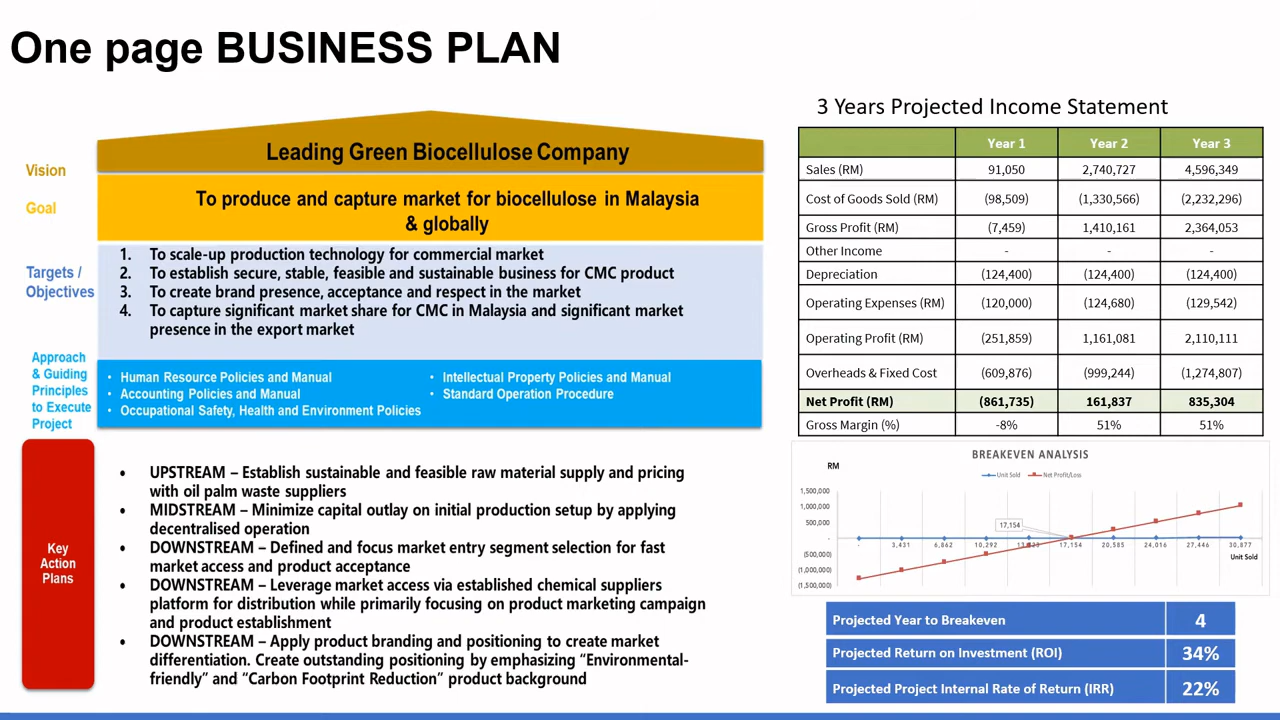 One page BUSINESS PLAN
Vision
Leading Green Biocellulose Company
Goal
To produce and capture market for biocellulose in Malaysia
& globally
Targets /
Objectives
1. To scale-up production technology for commercial market
2. To establish secure, stable, feasible and sustainable business for CMC product
3. To create brand presence, acceptance and respect in the market
4. To capture significant market share for CMC in Malaysia and significant market
presence in the export market
Approach
& Guiding
Principles
to Execute
Project
• Human Resource Policies and Manual
• Accounting Policies and Manual
• Occupational Safety, Health and Environment Policies
• Intellectual Property Policies and Manual
• Standard Operation Procedure
Key
Action
Plans
• UPSTREAM – Establish sustainable and feasible raw material supply and pricing
with oil palm waste suppliers
• MIDSTREAM – Minimize capital outlay on initial production setup by applying
decentralised operation
• DOWNSTREAM – Defined and focus market entry segment selection for fast
market access and product acceptance
• DOWNSTREAM – Leverage market access via established chemical suppliers
platform for distribution while primarily focusing on product marketing campaign
and product establishment
• DOWNSTREAM – Apply product branding and positioning to create market
differentiation. Create outstanding positioning by emphasizing “Environmental-
friendly” and “Carbon Footprint Reduction” product background
3 Years Projected Income Statement
Year 1 Year 2 Year 3
Sales (RM) 91,050 2,740,727 4,596,349
Cost of Goods Sold (RM) (98,509) (1,330,566) (2,232,296)
Gross Profit (RM) (7,459) 1,410,161 2,364,053
Other Income - - -
Depreciation (124,400) (124,400) (124,400)
Operating Expenses (RM) (120,000) (124,680) (129,542)
Operating Profit (RM) (251,859) 1,161,081 2,110,111
Overheads & Fixed Cost (609,876) (999,244) (1,274,807)
Net Profit (RM) (861,735) 161,837 835,304
Gross Margin (%) -8% 51% 51%
BREAKEVEN ANALYSIS
RM
Unit Sold Net Profit/Loss
1,500,000
1,000,000
500,000
-
(500,000)
(1,000,000)
(1,500,000)
17,154
- 3,431 6,862 10,292 17,154 20,585 24,016 27,446 30,877
Unit Sold
Projected Year to Breakeven 4
Projected Return on Investment (ROI) 34%
Projected Project Internal Rate of Return (IRR) 22%